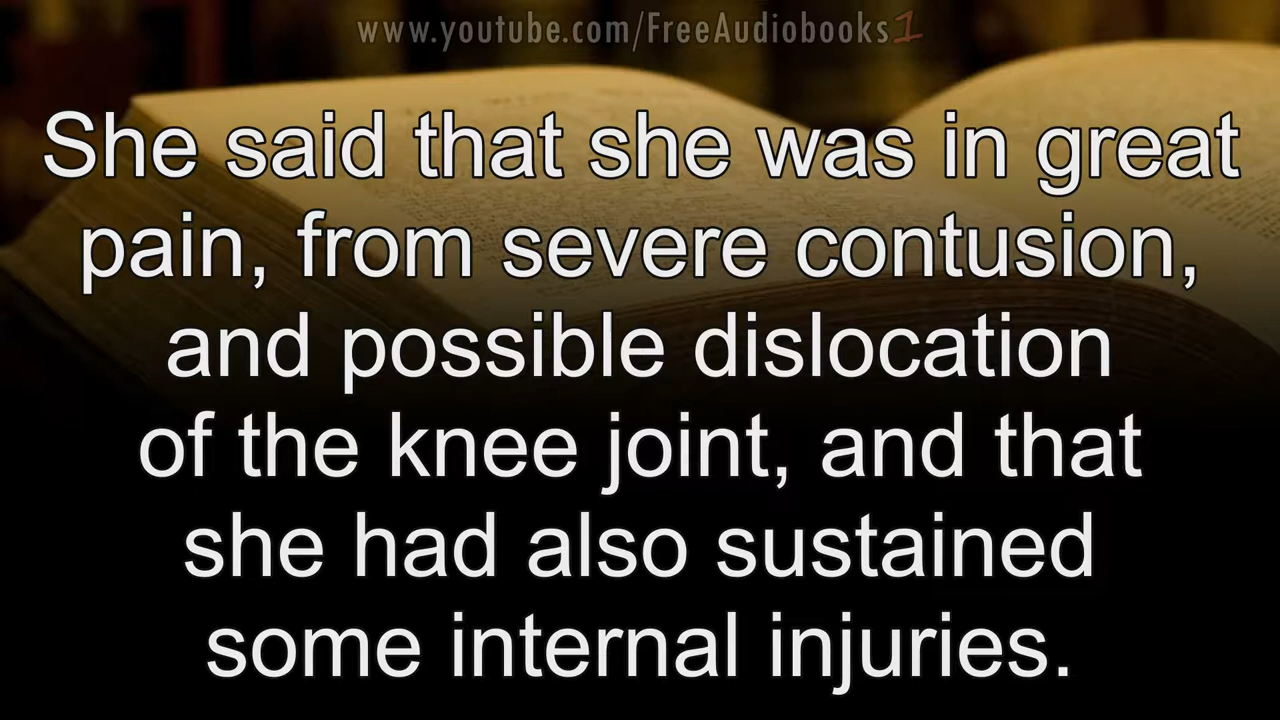 www.youtube.com/FreeAudiobooks1
She said that she was in great
pain, from severe contusion,
and possible dislocation
of the knee joint, and that
she had also sustained
some internal injuries.